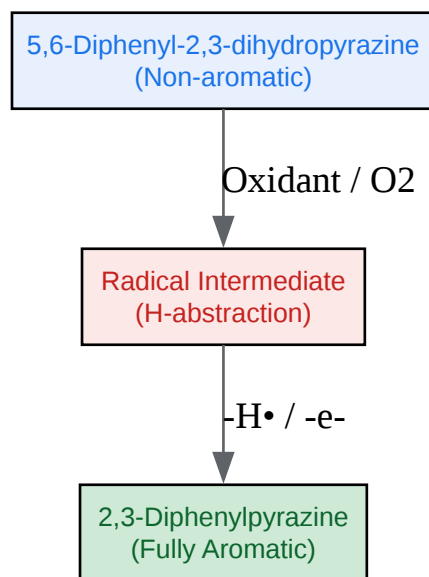 5,6-Diphenyl-2,3-dihydropyrazine
(Non-aromatic)
Oxidant / O2
Radical Intermediate
(H-abstraction)
-H• / -e-
2,3-Diphenylpyrazine
(Fully Aromatic)